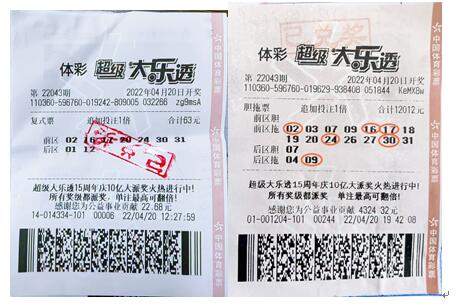 体彩 超级大乐透
第 22043期 2022年04月20日开奖
110360-596760-019242-809005 032266 zg9msA
复式票 追加投注1倍 合计63元
前区 02 16 17 20 24 30 31
后区 01 12
超级大乐透15周年庆10亿大派奖火热进行中!
所有奖级都派奖 单注最高可翻倍!
感谢您为公益事业贡献 22.68元
14-014334-101 00006 22/04/20 12:27:59
中国体育彩票
已兑奖
体彩 超级大乐透
第 22043期 2022年04月20日开奖
110360-596760-019629-938408 051844 KeMXBw
胆拖票 追加投注1倍 合计12012元
前区胆
前区拖 02 03 07 16 17 18
19 20 24 30 31
后区胆 07
后区拖 04 09
超级大乐透15周年庆10亿大派奖火热进行中!
所有奖级都派奖 单注最高可翻倍!
感谢您为公益事业贡献 4324.32元
01-001204-101 22/04/20 19:42:08
中国体育彩票